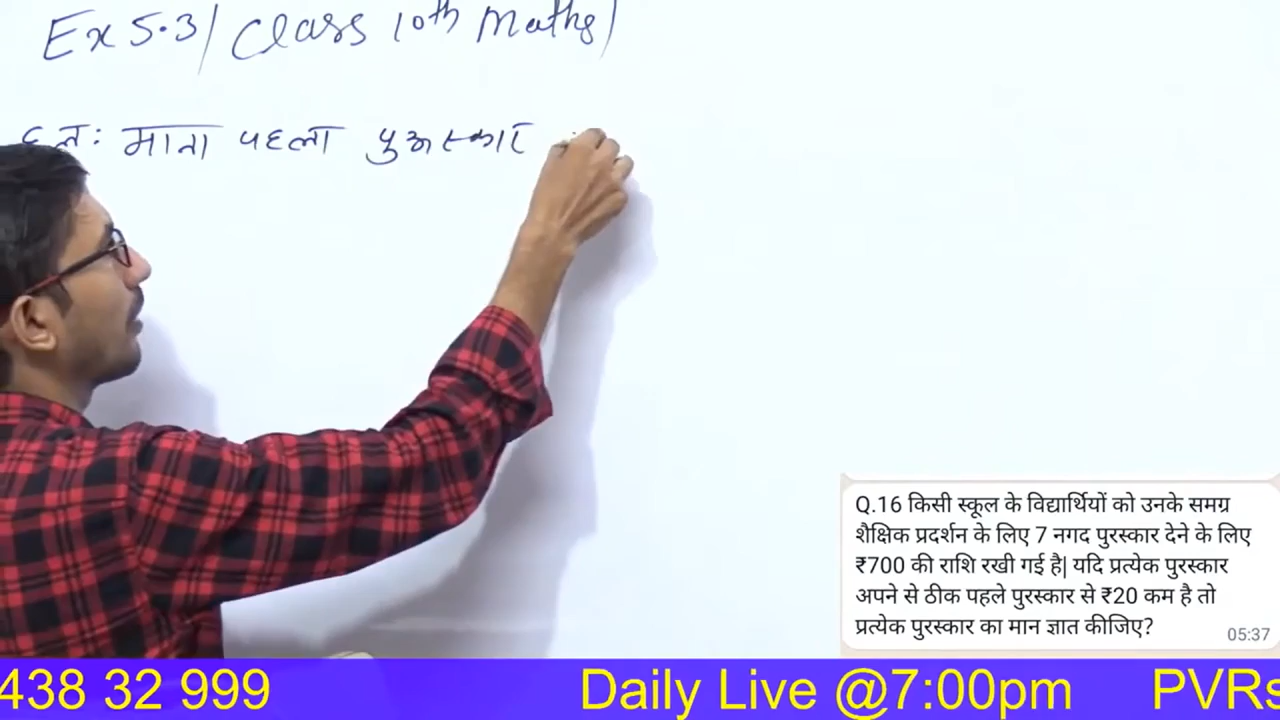 Ex 5.3 / Class 10th Maths /
हल: माना पहला पुरस्कार
Q.16 किसी स्कूल के विद्यार्थियों को उनके समग्र
शैक्षिक प्रदर्शन के लिए 7 नगद पुरस्कार देने के लिए
₹700 की राशि रखी गई है| यदि प्रत्येक पुरस्कार
अपने से ठीक पहले पुरस्कार से ₹20 कम है तो
प्रत्येक पुरस्कार का मान ज्ञात कीजिए?
05:37
438 32 999 Daily Live @7:00pm PVRs